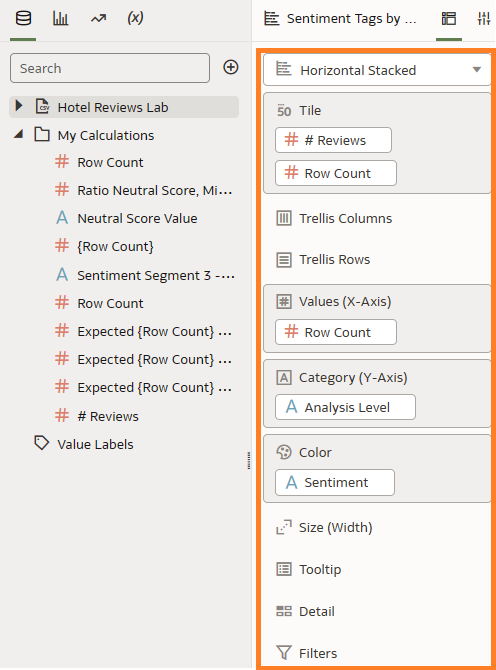 (x)
Sentiment Tags by ...
Search
Hotel Reviews Lab
CSV
My Calculations
# Row Count
# Ratio Neutral Score, Mi...
A Neutral Score Value
# {Row Count}
A Sentiment Segment 3 -...
# Row Count
# Expected {Row Count} ...
# Expected {Row Count} ...
# Expected {Row Count} ...
# # Reviews
Value Labels
Horizontal Stacked
50 Tile
# # Reviews
# Row Count
Trellis Columns
Trellis Rows
# Values (X-Axis)
# Row Count
A Category (Y-Axis)
A Analysis Level
Color
A Sentiment
Size (Width)
Tooltip
Detail
Filters